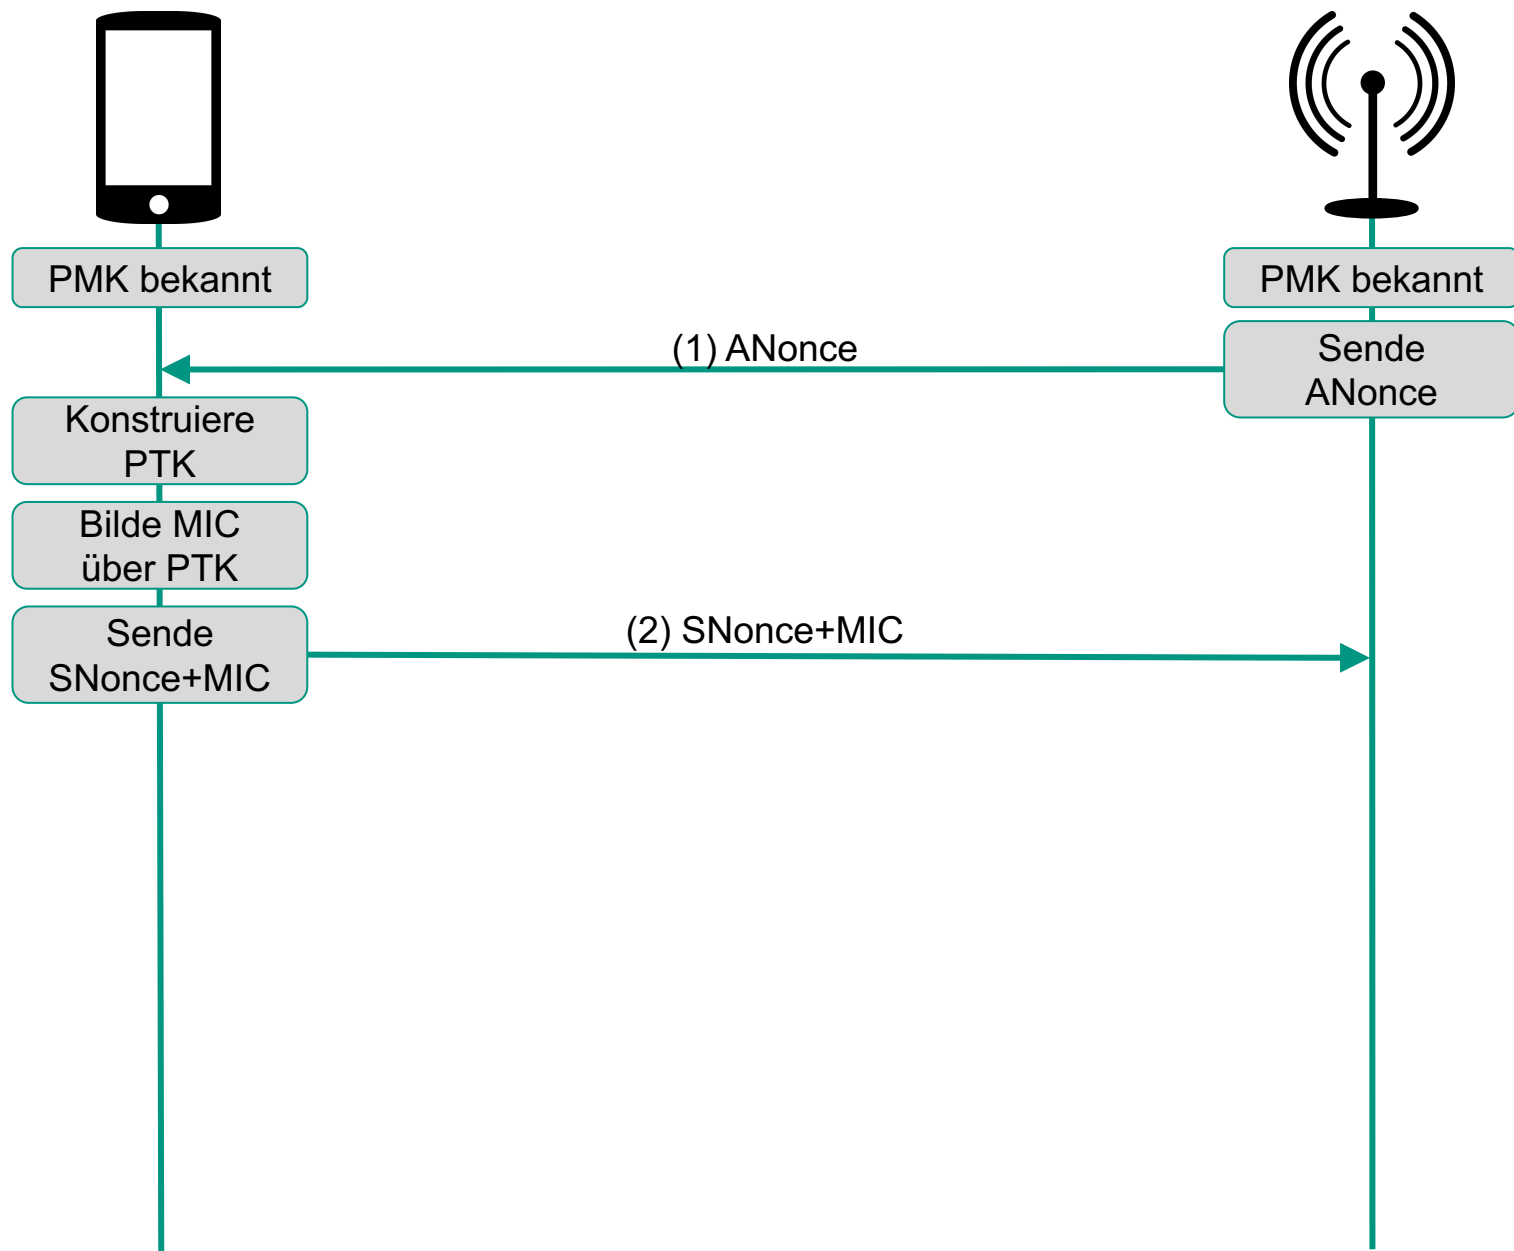 PMK bekannt
PMK bekannt
(1) ANonce
Sende
ANonce
Konstruiere
PTK
Bilde MIC
über PTK
Sende
SNonce+MIC
(2) SNonce+MIC